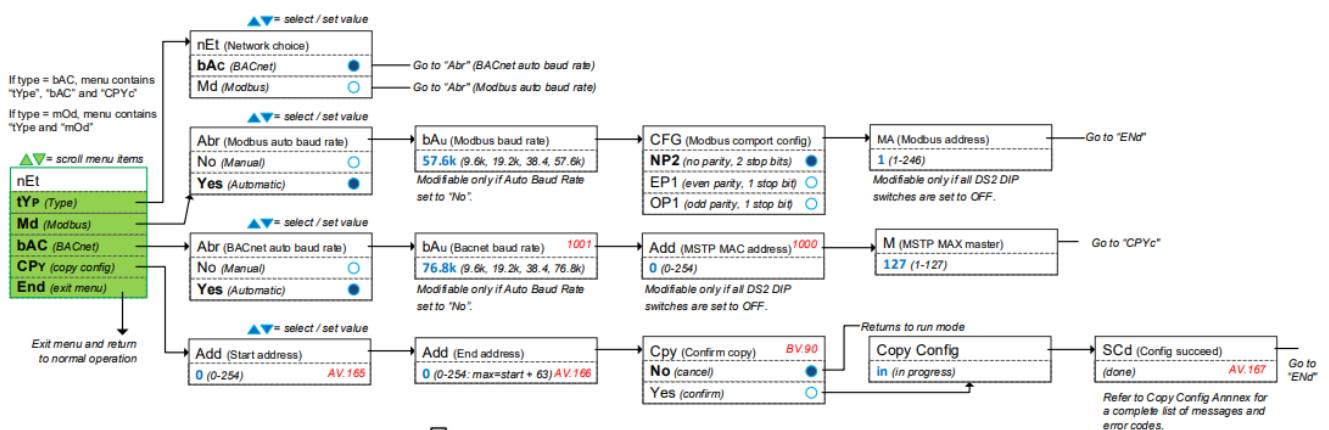 ▲▼= select / set value
nEt (Network choice)
bAc (BACnet)
Go to "Abr" (BACnet auto baud rate)
Md (Modbus)
Go to "Abr" (Modbus auto baud rate)
If type = bAC, menu contains
"tYpe", "bAC" and "CPYc"
If type = mOd, menu contains
"tYpe and "mOd"
▲▼= scroll menu items
nEt
tYP (Type)
Md (Modbus)
bAC (BACnet)
CPY (copy config)
End (exit menu)
Exit menu and return
to normal operation
▲▼= select / set value
Abr (Modbus auto baud rate)
No (Manual)
Yes (Automatic)
bAu (Modbus baud rate)
57.6k (9.6k, 19.2k, 38.4, 57.6k)
Modifiable only if Auto Baud Rate
set to "No".
CFG (Modbus comport config)
NP2 (no parity, 2 stop bits)
EP1 (even parity, 1 stop bit)
OP1 (odd parity, 1 stop bit)
MA (Modbus address)
1 (1-246)
Modifiable only if all DS2 DIP
switches are set to OFF.
Go to "ENd"
▲▼= select / set value
Abr (BACnet auto baud rate)
No (Manual)
Yes (Automatic)
bAu (Bacnet baud rate) 1001
76.8k (9.6k, 19.2k, 38.4, 76.8k)
Modifiable only if Auto Baud Rate
set to "No".
Add (MSTP MAC address) 1000
0 (0-254)
Modifiable only if all DS2 DIP
switches are set to OFF.
M (MSTP MAX master)
127 (1-127)
Go to "CPYc"
▲▼= select / set value
Add (Start address)
0 (0-254) AV.165
Add (End address)
0 (0-254: max=start + 63) AV.166
Cpy (Confirm copy) BV.90
No (cancel)
Yes (confirm)
Returns to run mode
Copy Config
in (in progress)
SCd (Config succeed)
(done) AV.167
Refer to Copy Config Annnex for
a complete list of messages and
error codes.
Go to
"ENd"